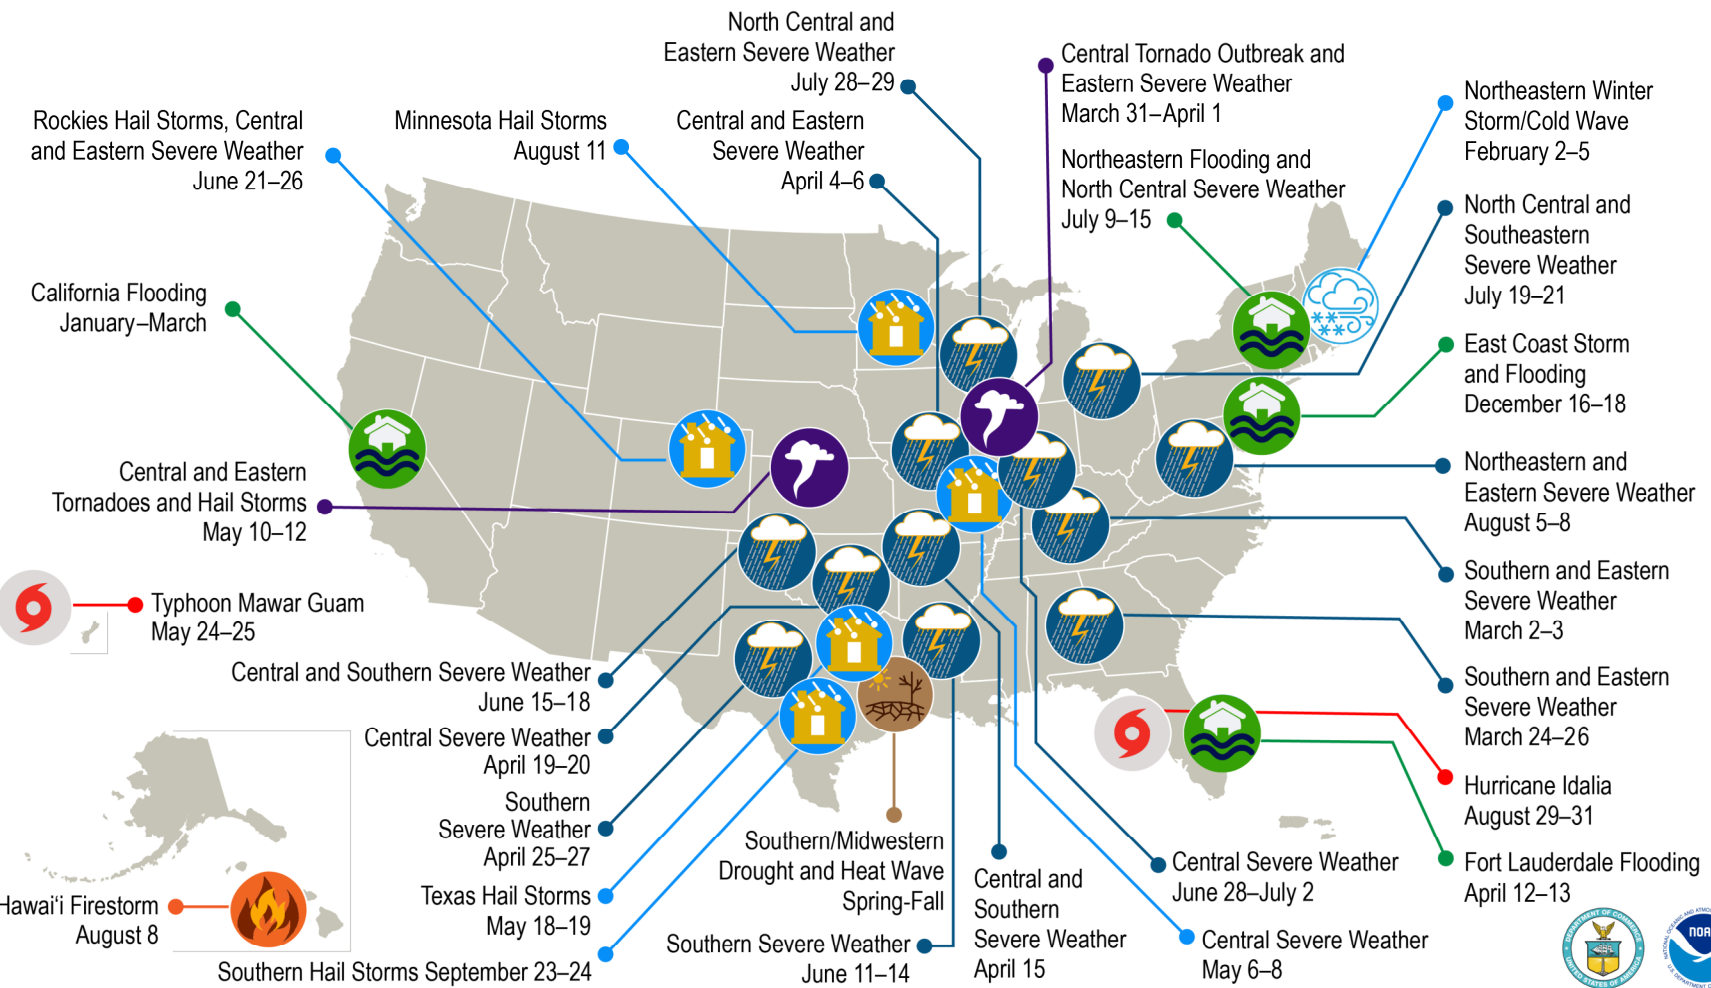 North Central and
Eastern Severe Weather
July 28–29
Central Tornado Outbreak and
Eastern Severe Weather
March 31–April 1
Northeastern Winter
Storm/Cold Wave
February 2–5
Rockies Hail Storms, Central
and Eastern Severe Weather
June 21–26
Minnesota Hail Storms
August 11
Central and Eastern
Severe Weather
April 4–6
Northeastern Flooding and
North Central Severe Weather
July 9–15
North Central and
Southeastern
Severe Weather
July 19–21
California Flooding
January–March
East Coast Storm
and Flooding
December 16–18
Central and Eastern
Tornadoes and Hail Storms
May 10–12
Northeastern and
Eastern Severe Weather
August 5–8
Typhoon Mawar Guam
May 24–25
Southern and Eastern
Severe Weather
March 2–3
Central and Southern Severe Weather
June 15–18
Southern and Eastern
Severe Weather
March 24–26
Central Severe Weather
April 19–20
Hurricane Idalia
August 29–31
Southern
Severe Weather
April 25–27
Southern/Midwestern
Drought and Heat Wave
Spring-Fall
Central and
Southern
Severe Weather
April 15
Central Severe Weather
June 28–July 2
Fort Lauderdale Flooding
April 12–13
Hawai‘i Firestorm
August 8
Texas Hail Storms
May 18–19
Southern Severe Weather
June 11–14
Central Severe Weather
May 6–8
Southern Hail Storms September 23–24
DEPARTMENT OF COMMERCE
UNITED STATES OF AMERICA